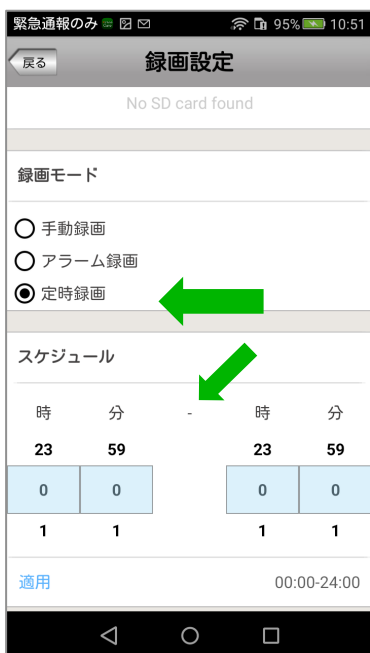 緊急通報のみ 95% 10:51
戻る 録画設定
No SD card found
録画モード
手動録画
アラーム録画
定時録画
スケジュール
時 分 - 時 分
23 59 23 59
0 0 0 0
1 1 1 1
適用 00:00-24:00